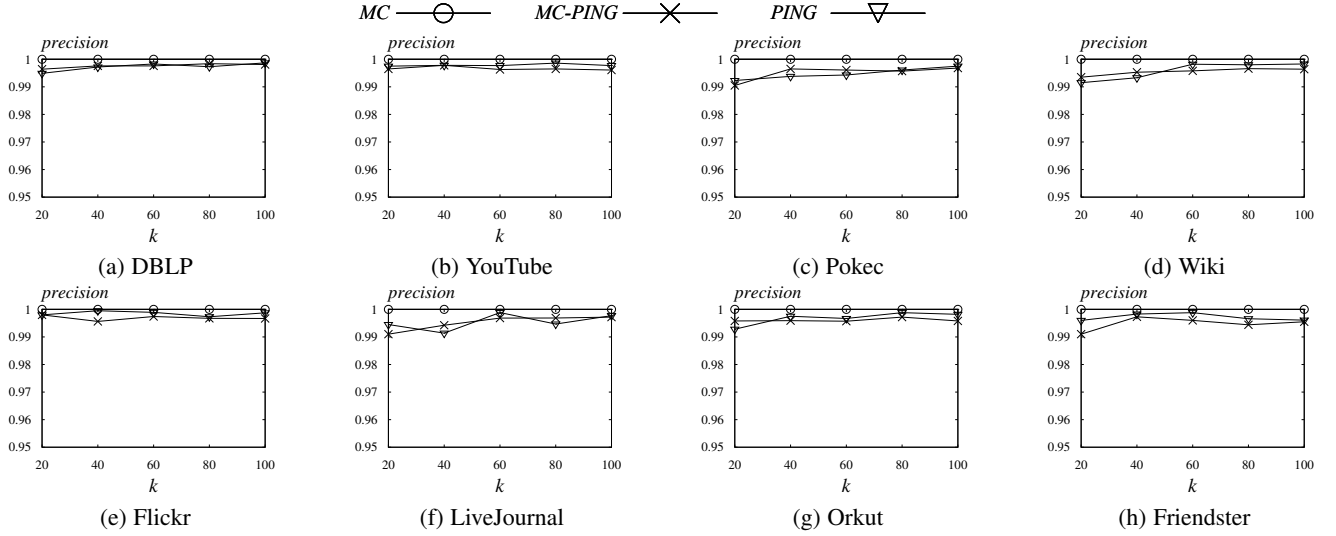 MC MC-PING PING
precision precision precision precision
1 1 1 1
0.99 0.99 0.99 0.99
0.98 0.98 0.98 0.98
0.97 0.97 0.97 0.97
0.96 0.96 0.96 0.96
0.95 0.95 0.95 0.95
20 40 60 80 100 20 40 60 80 100 20 40 60 80 100 20 40 60 80 100
k k k k
(a) DBLP (b) YouTube (c) Pokec (d) Wiki
precision precision precision precision
1 1 1 1
0.99 0.99 0.99 0.99
0.98 0.98 0.98 0.98
0.97 0.97 0.97 0.97
0.96 0.96 0.96 0.96
0.95 0.95 0.95 0.95
20 40 60 80 100 20 40 60 80 100 20 40 60 80 100 20 40 60 80 100
k k k k
(e) Flickr (f) LiveJournal (g) Orkut (h) Friendster